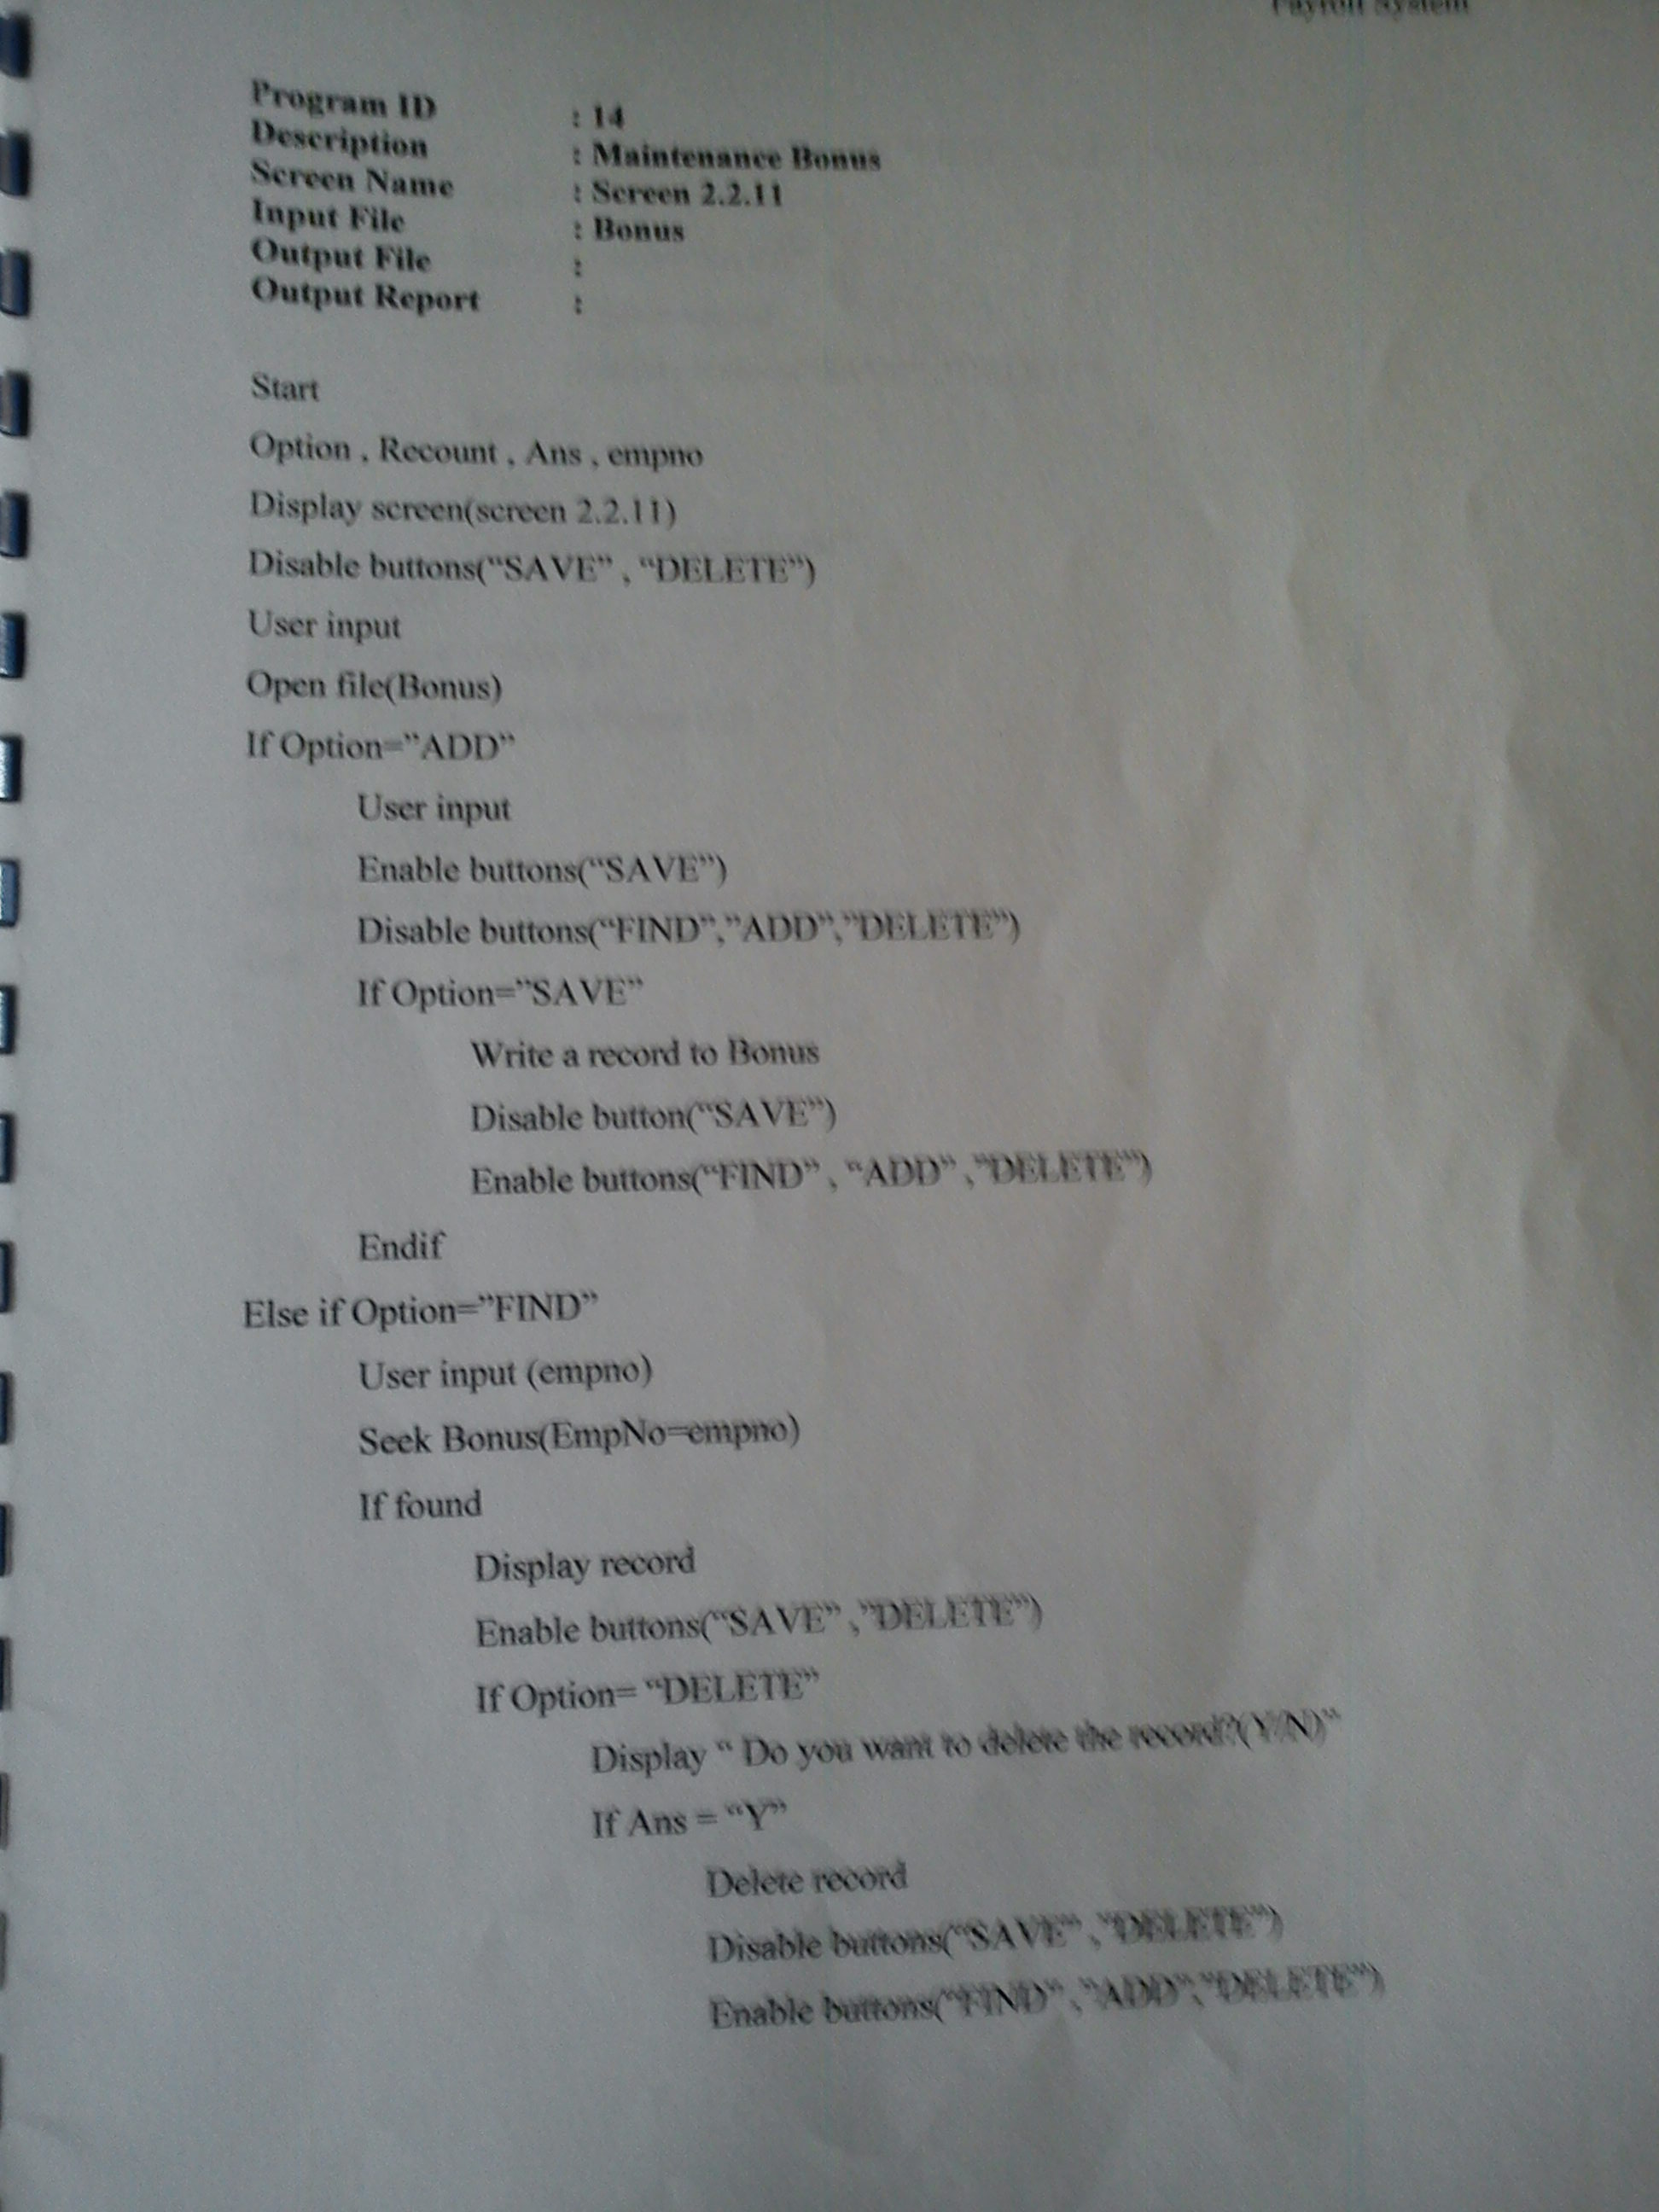 Payroll System
Program ID : 14
Description : Maintenance Bonus
Screen Name : Screen 2.2.11
Input File : Bonus
Output File :
Output Report :
Start
Option , Recount , Ans , empno
Display screen(screen 2.2.11)
Disable buttons(“SAVE” , “DELETE”)
User input
Open file(Bonus)
If Option=”ADD”
User input
Enable buttons(“SAVE”)
Disable buttons(“FIND”,”ADD”,”DELETE”)
If Option=”SAVE”
Write a record to Bonus
Disable button(“SAVE”)
Enable buttons(“FIND” , “ADD” ,”DELETE”)
Endif
Else if Option=”FIND”
User input (empno)
Seek Bonus(EmpNo=empno)
If found
Display record
Enable buttons(“SAVE” ,”DELETE”)
If Option= “DELETE”
Display “ Do you want to delete the record?(Y/N)”
If Ans = “Y”
Delete record
Disable buttons(“SAVE” , “DELETE”)
Enable buttons(“FIND” , ”ADD”,”DELETE”)